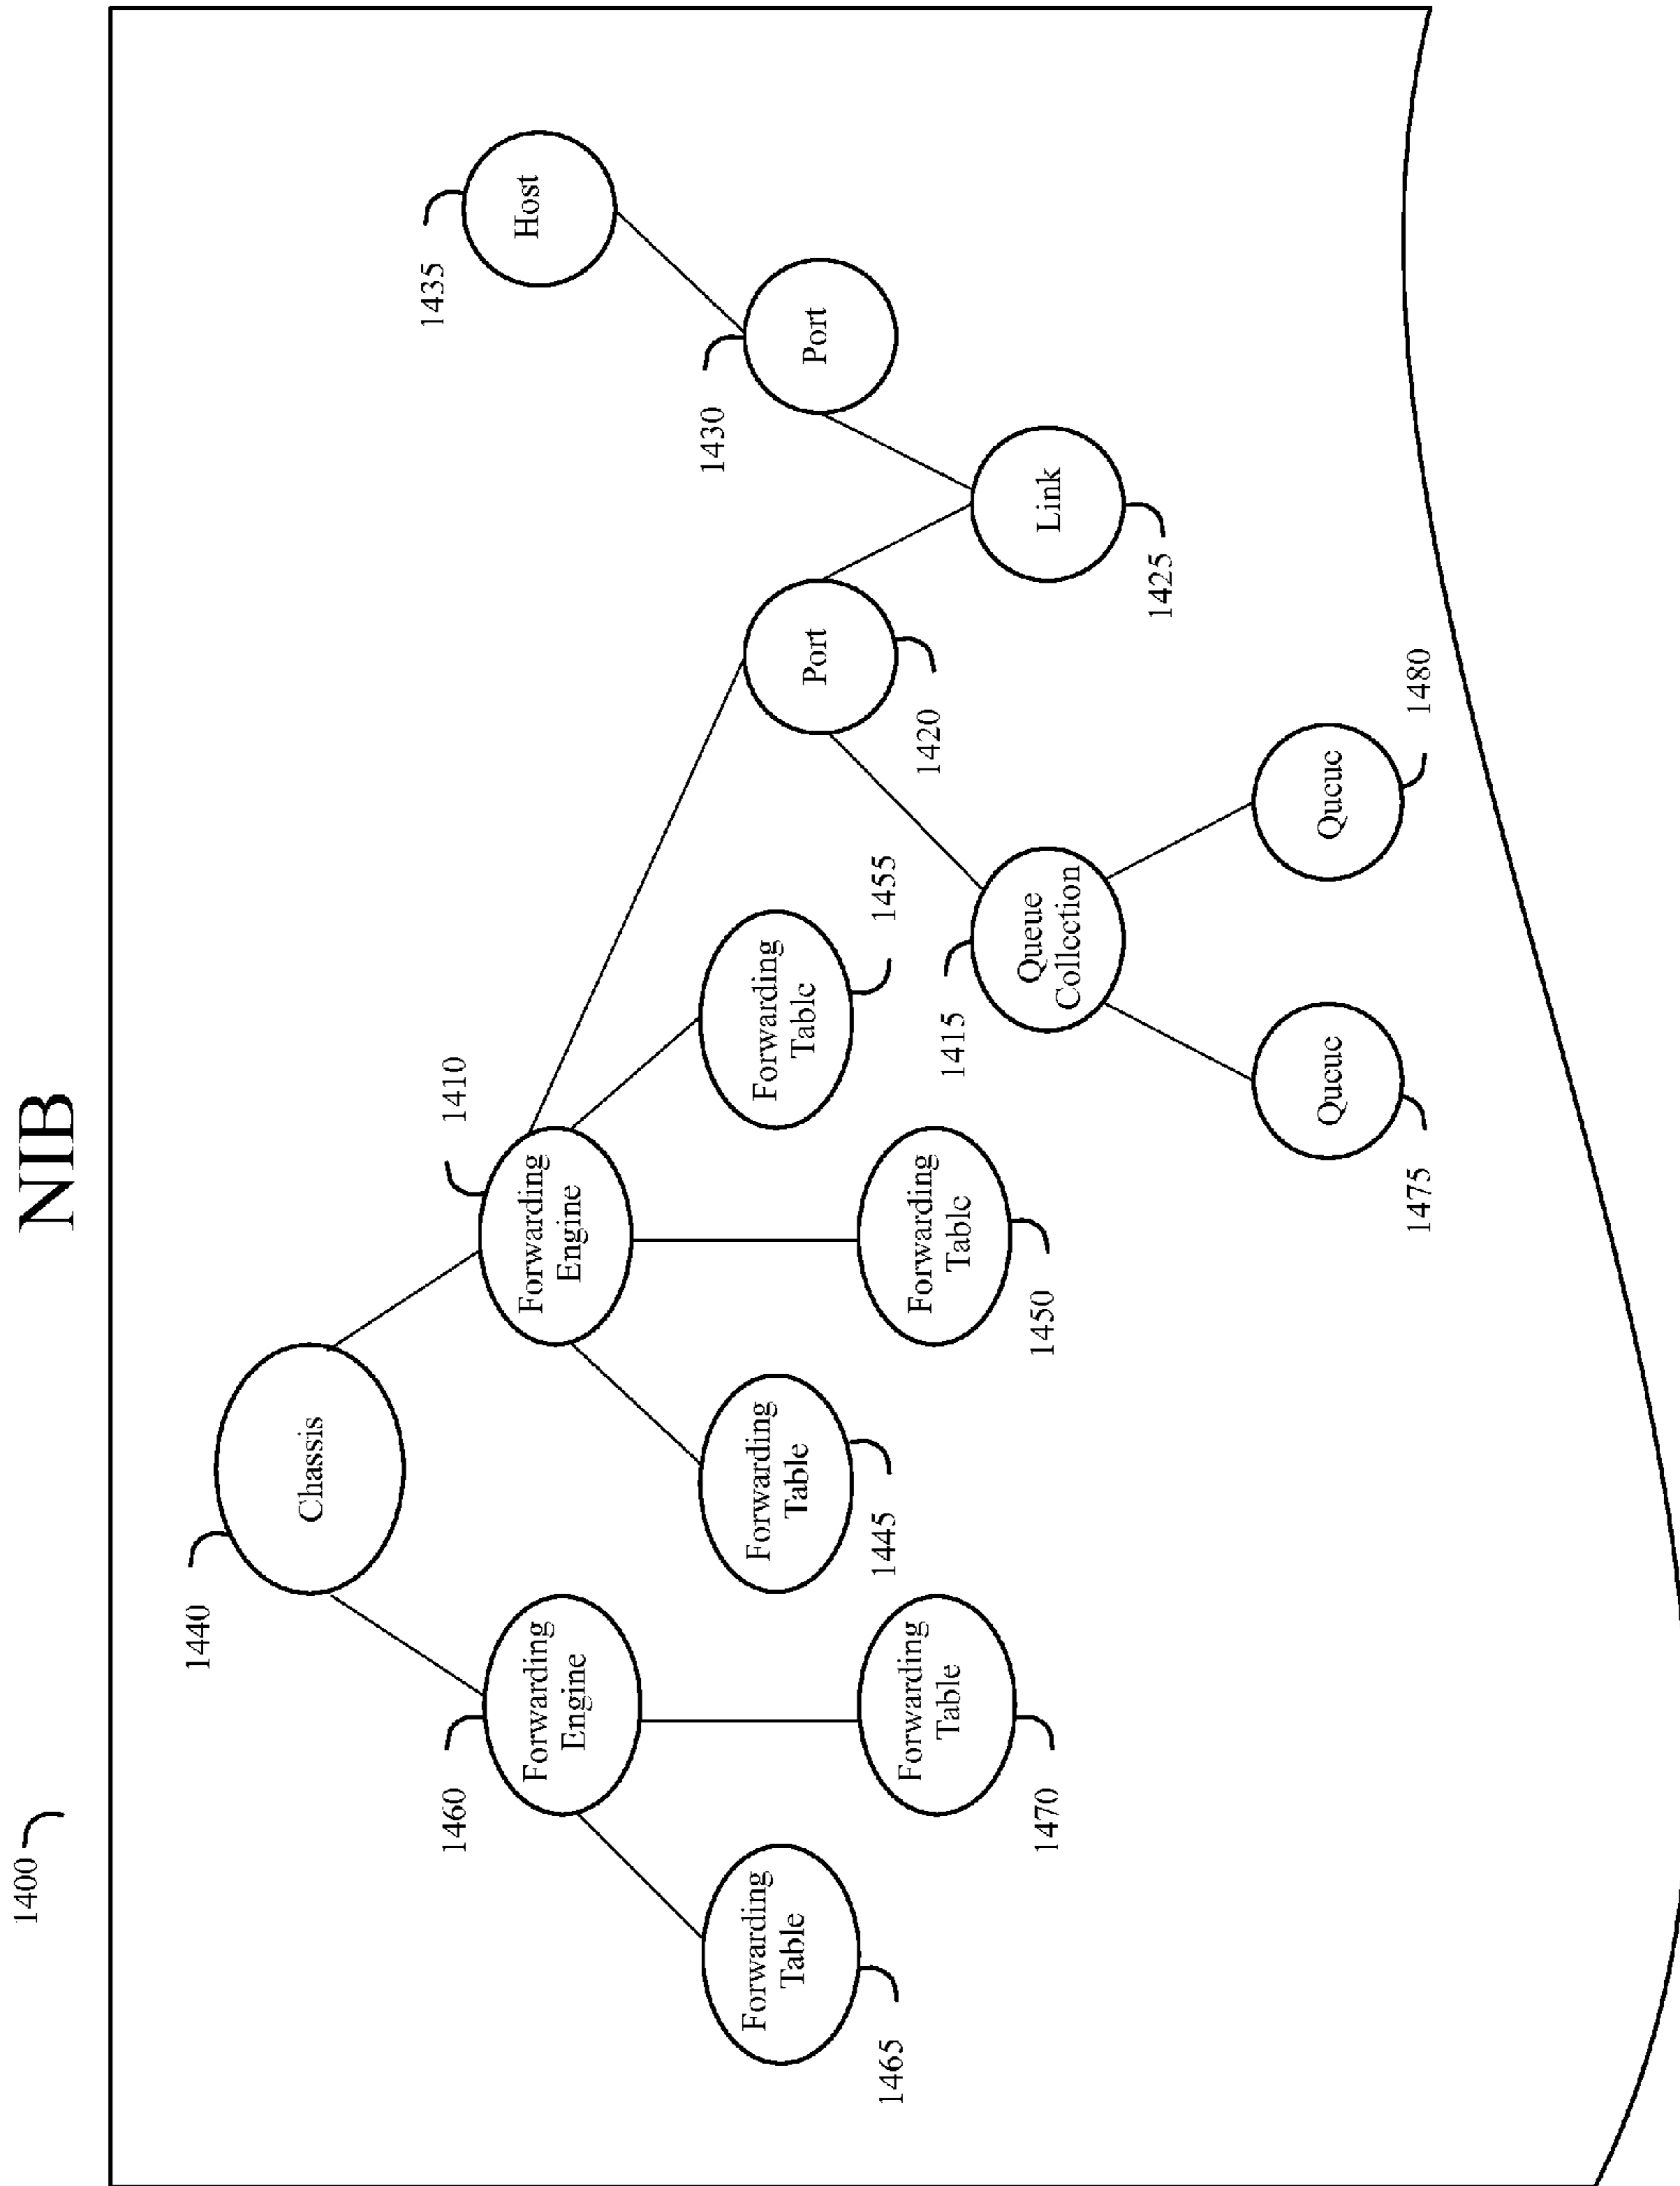 NIB
1400
1440
Chassis
1460
Forwarding
Engine
1410
Forwarding
Engine
1435
Host
1465
Forwarding
Table
1470
Forwarding
Table
1445
Forwarding
Table
1450
Forwarding
Table
1455
Forwarding
Table
1420
Port
1430
Port
1415
Queue
Collection
1425
Link
1475
Queue
1480
Queue